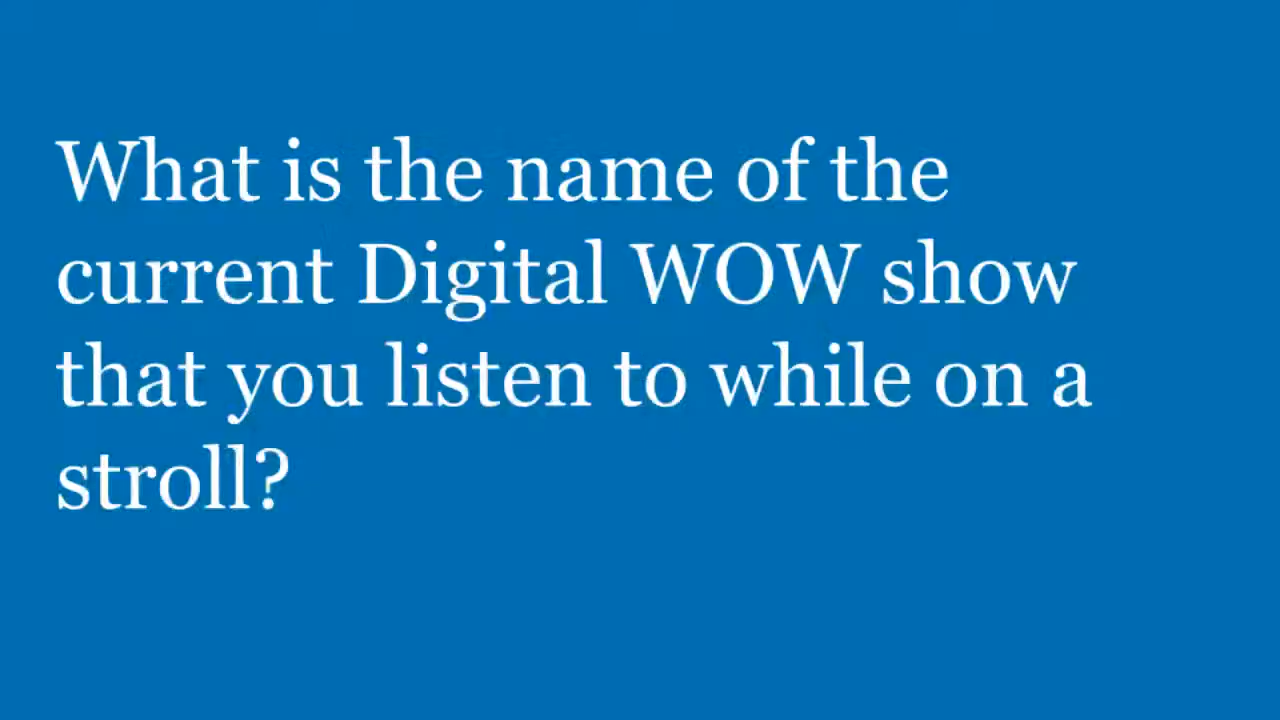 What is the name of the
current Digital WOW show
that you listen to while on a
stroll?